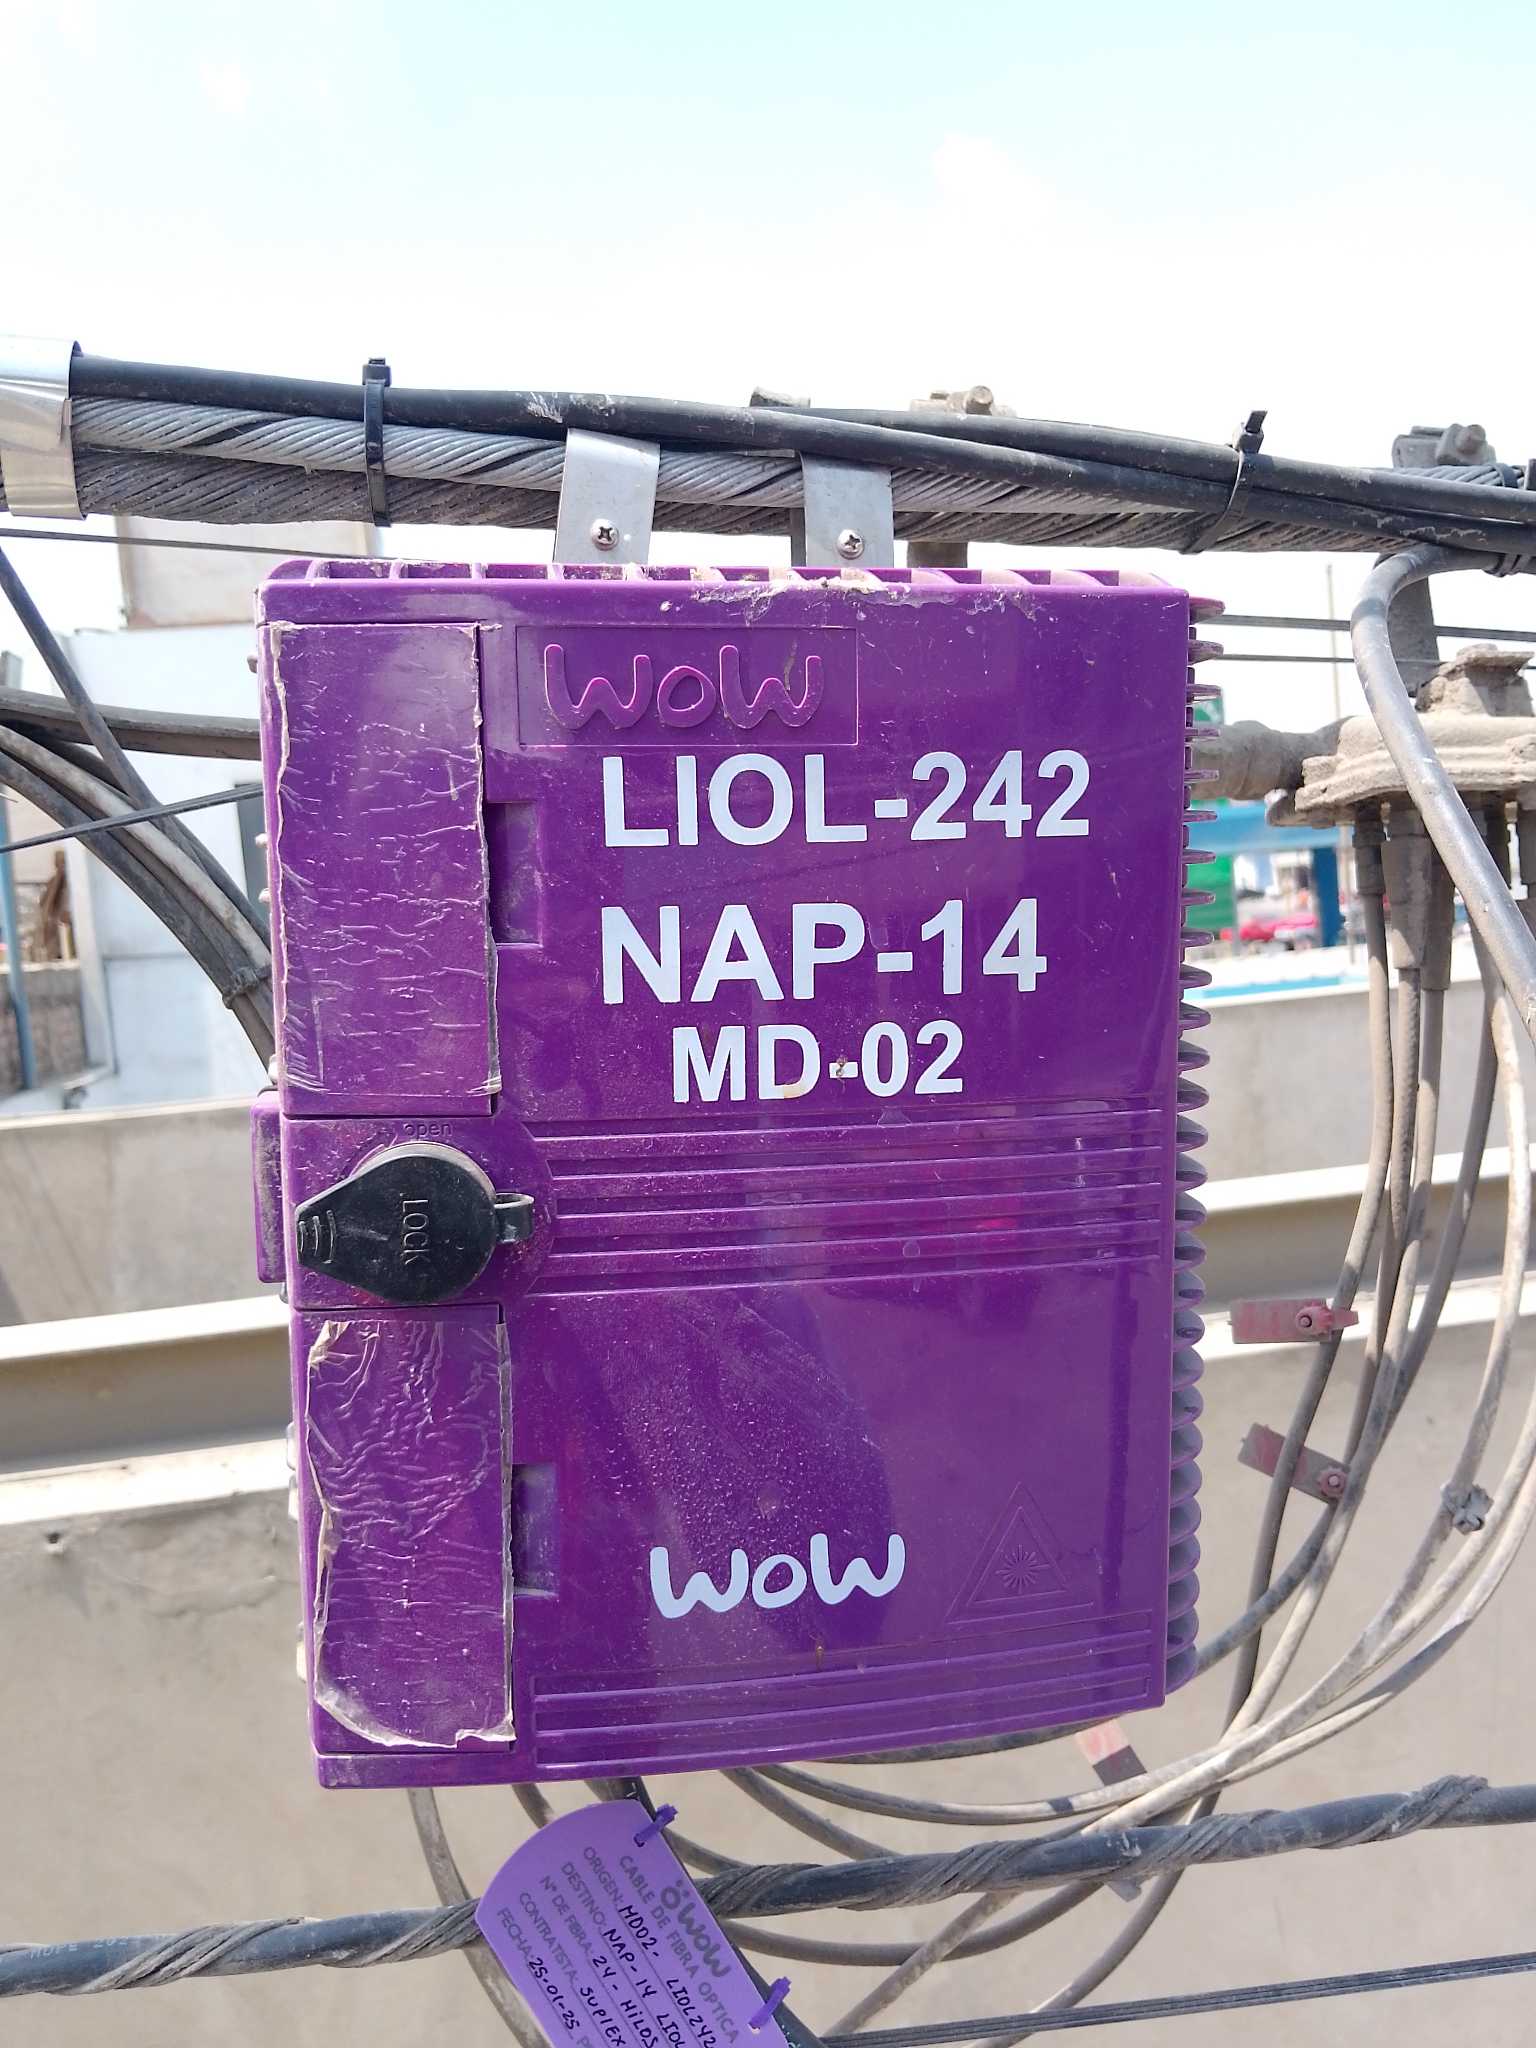 wow
LIOL-242
NAP-14
MD-02
open
LOCK
wow
wow
CABLE DE FIBRA OPTICA
ORIGEN: MD02- LIOL242
DESTINO: NAP-14 LIOL
N° DE FIBRA: 24-HILOS
CONTRATISTA: SUPLEX
FECHA: 25-01-25